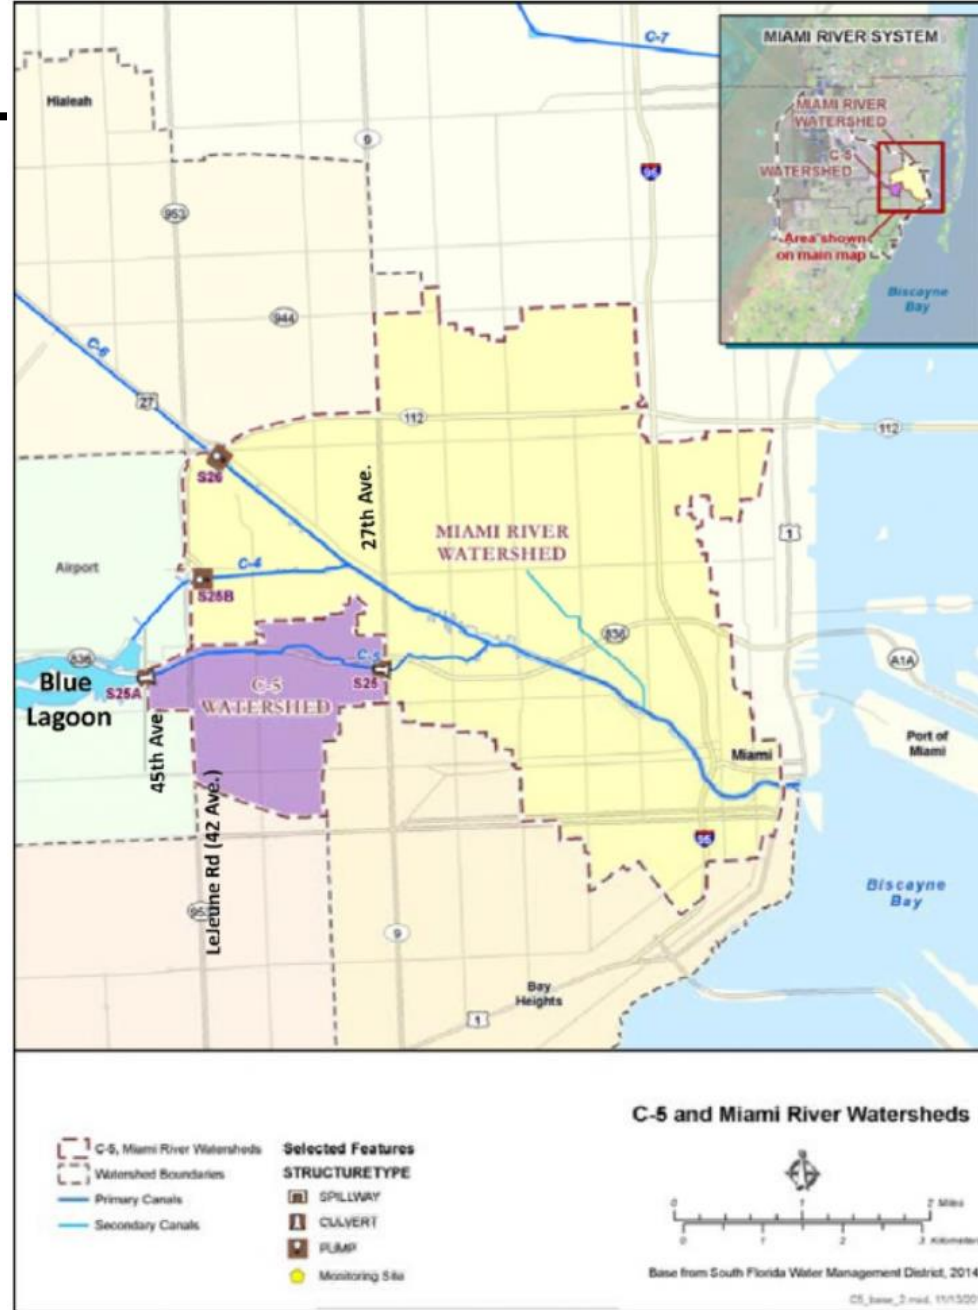 C-7
MIAMI RIVER SYSTEM
MIAMI RIVER
WATERSHED
C-5
WATERSHED
Area shown
on main map
Biscayne
Bay
Hialeah
9
95
953
944
C-6
27
112
112
S26
27th Ave.
MIAMI RIVER
WATERSHED
1
Airport
C-4
S25B
836
836
C-5
S25
A1A
Blue
Lagoon
S25A
C-5
WATERSHED
45th Ave.
Port of
Miami
Miami
LeJeune Rd (42 Ave.)
95
Biscayne
Bay
953
9
Bay
Heights
1
C-5 and Miami River Watersheds
C-5, Miami River Watersheds
Watershed Boundaries
Primary Canals
Secondary Canals
Selected Features
STRUCTURETYPE
SPILLWAY
CULVERT
PUMP
Monitoring Site
0 1 2 Miles
0 1 2 3 Kilometers
Base from South Florida Water Management District, 2014